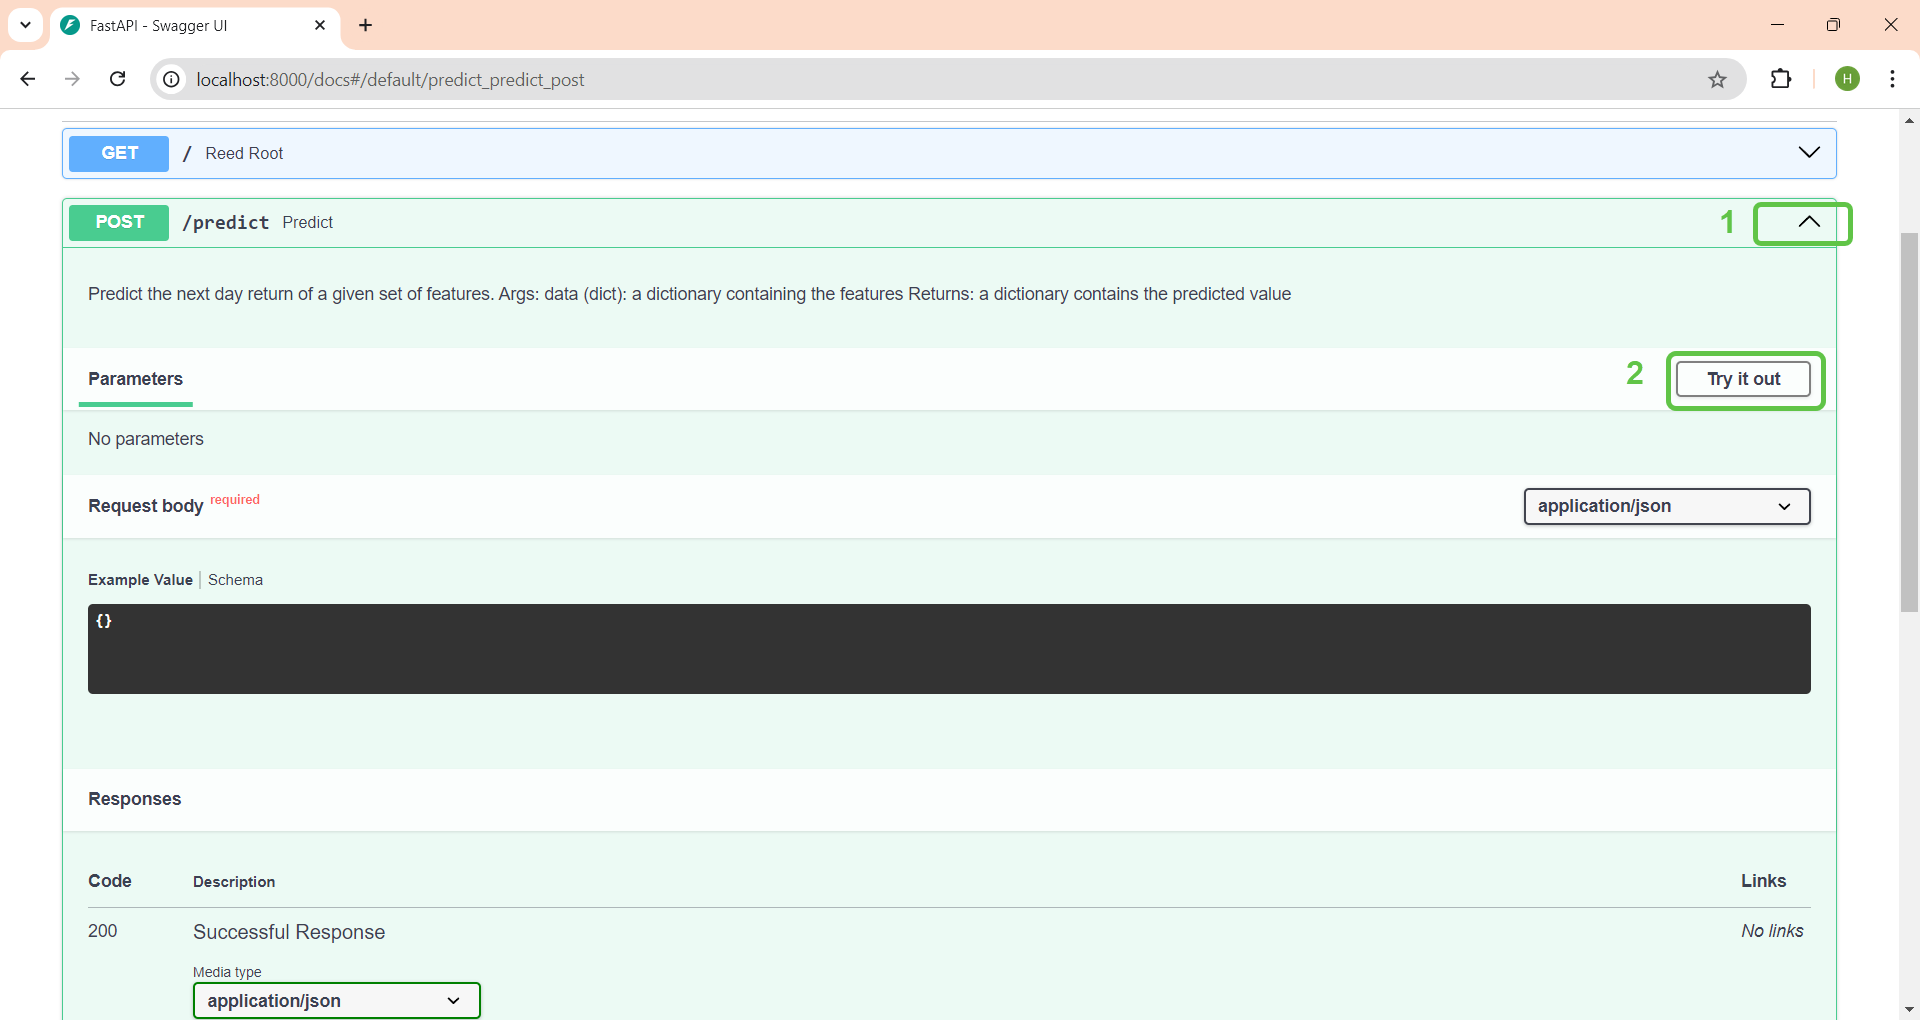 FastAPI - Swagger UI
localhost:8000/docs#/default/predict_predict_post
H
GET / Reed Root
POST /predict Predict
1
Predict the next day return of a given set of features. Args: data (dict): a dictionary containing the features Returns: a dictionary contains the predicted value
Parameters
2
Try it out
No parameters
Request body required
application/json
Example Value
Schema
{}
Responses
Code Description Links
200 Successful Response No links
Media type
application/json